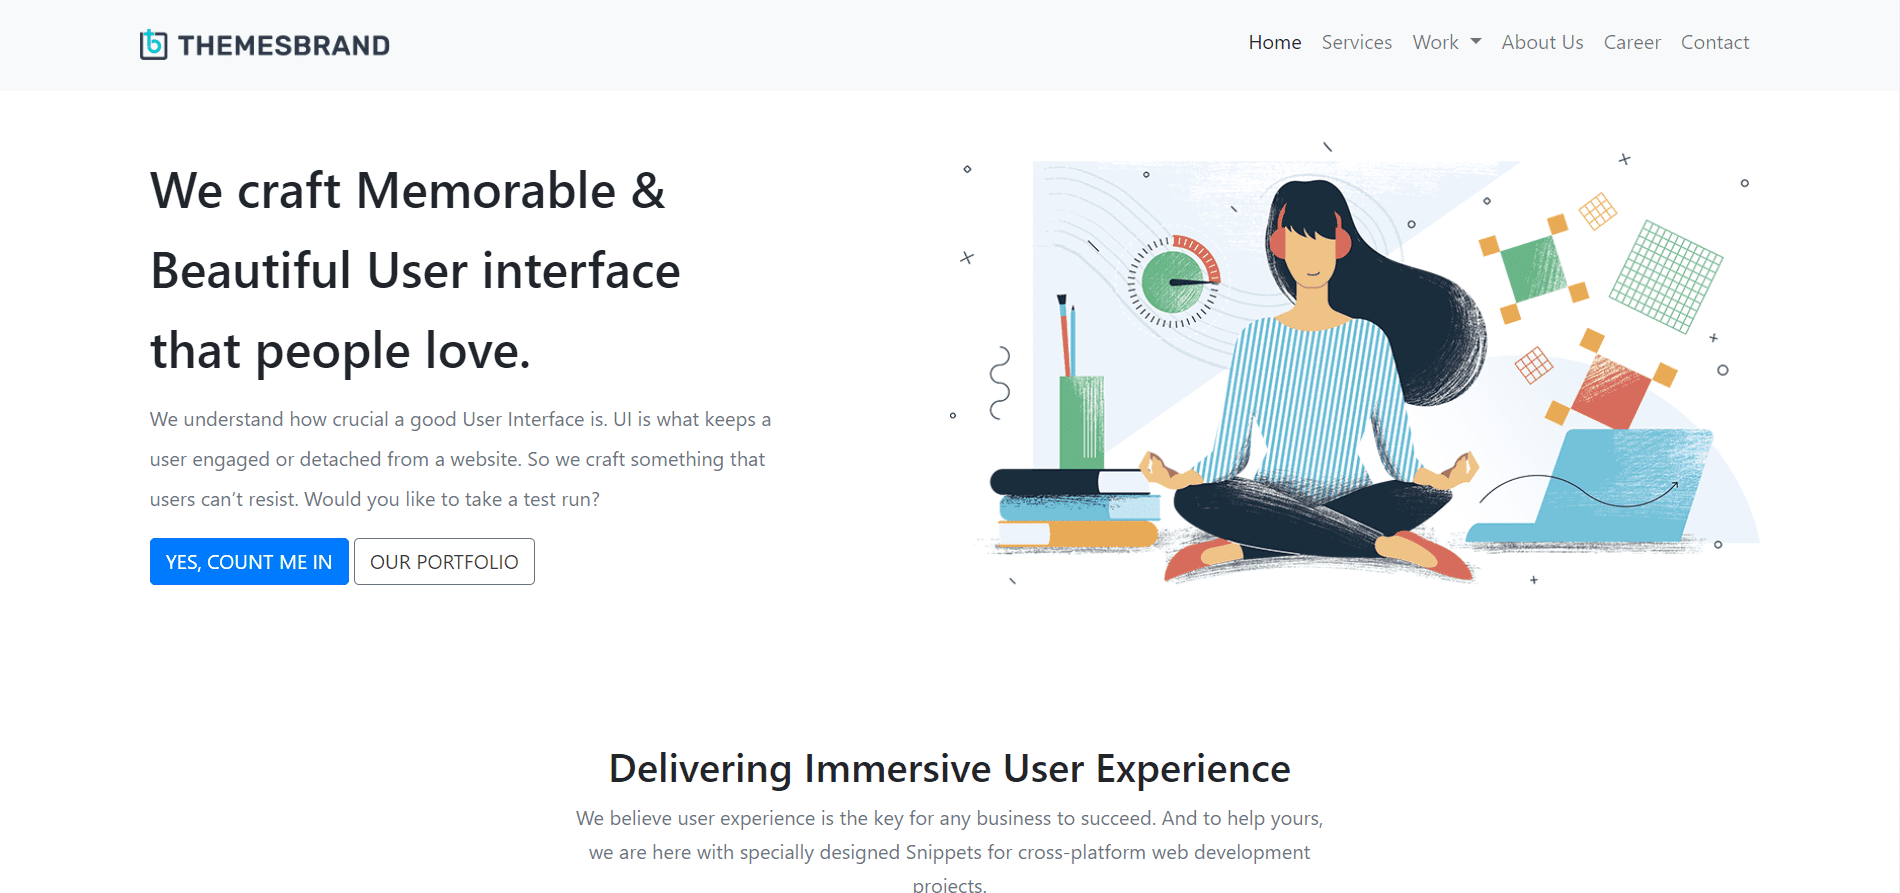 THEMESBRAND
Home Services Work About Us Career Contact
We craft Memorable &
Beautiful User interface
that people love.
We understand how crucial a good User Interface is. UI is what keeps a
user engaged or detached from a website. So we craft something that
users can’t resist. Would you like to take a test run?
YES, COUNT ME IN OUR PORTFOLIO
Delivering Immersive User Experience
We believe user experience is the key for any business to succeed. And to help yours,
we are here with specially designed Snippets for cross-platform web development
projects.